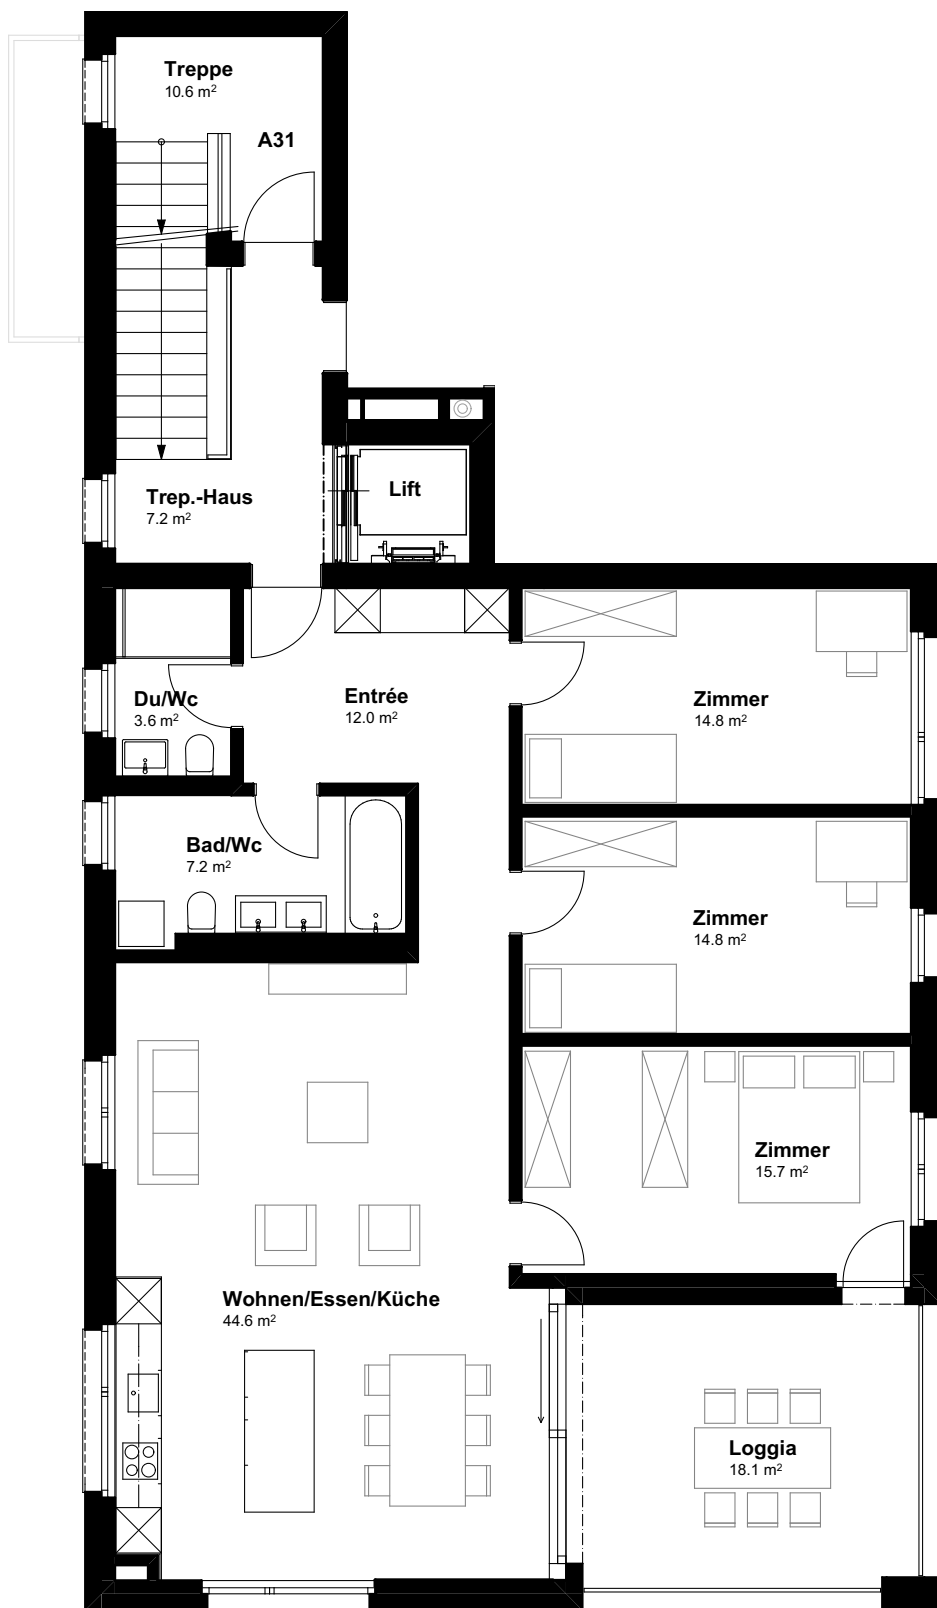 Treppe
10.6 m²
A31
Trep.-Haus
7.2 m²
Lift
Du/Wc
3.6 m²
Entrée
12.0 m²
Zimmer
14.8 m²
Bad/Wc
7.2 m²
Zimmer
14.8 m²
Zimmer
15.7 m²
Wohnen/Essen/Küche
44.6 m²
Loggia
18.1 m²